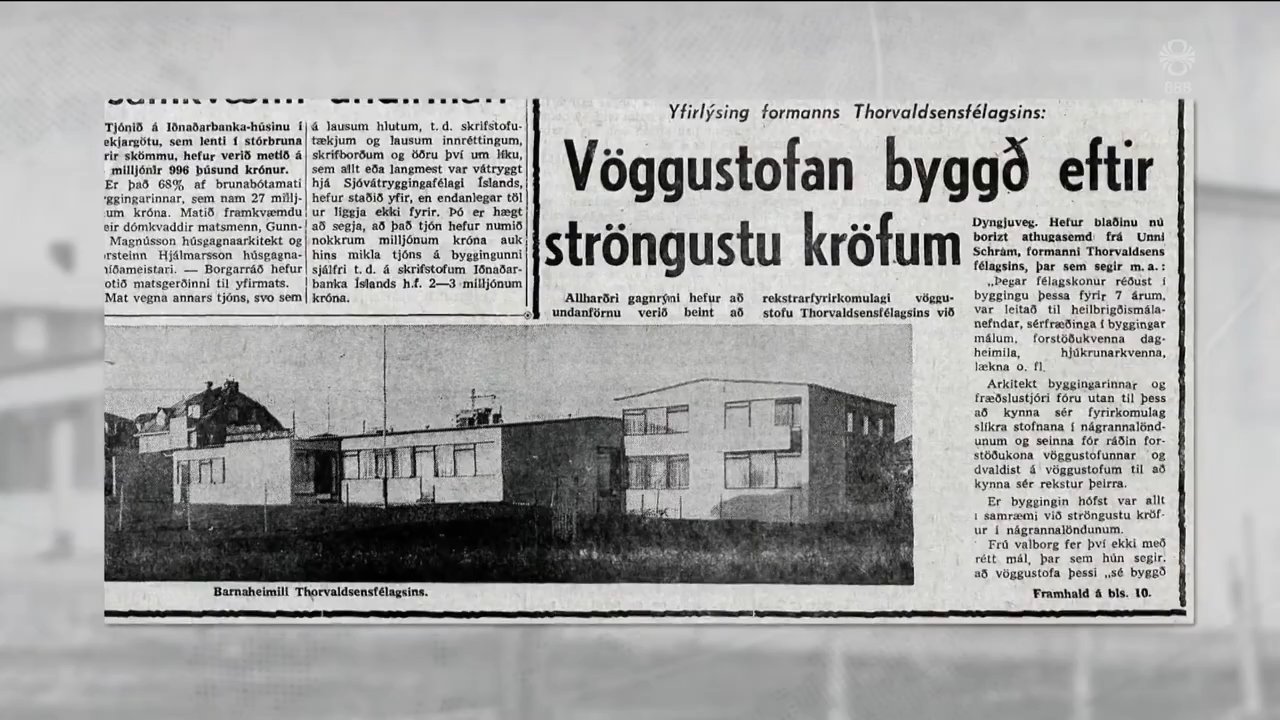 Tjónið á Iðnaðarbanka-húsinu í
ekjargötu, sem lenti í stórbruna
rir skömmu, hefur verið metið á
milljónir 996 þúsund krónur.
Er það 68% af brunabótamati
ggingarinnar, sem nam 27 millj-
um króna. Matið framkvæmdu
eir dómkvaddir matsmenn, Gunn-
Magnússon húsgagnaarkitekt og
rsteinn Hjálmarsson húsgagna-
íðameistari. — Borgarráð hefur
otið matsgerðinni til yfirmats.
Mat vegna annars tjóns, svo sem
á lausum hlutum, t. d. skrifstofu-
tækjum og lausum innréttingum,
skrifborðum og öðru því um líku,
sem allt eða langmest var vátryggt
hjá Sjóvátryggingafélagi Íslands,
hefur staðið yfir, en endanlegar töl
ur liggja ekki fyrir. Þó er hægt
að segja, að það tjón hefur numið
nokkrum milljónum króna auk
hins mikla tjóns á byggingunni
sjálfri t. d. á skrifstofum Iðnaðar-
banka Íslands h.f. 2—3 milljónum
króna.
Yfirlýsing formanns Thorvaldsensfélagsins:
Vöggustofan byggð eftir
ströngustu kröfum
Allharðri gagnrýni hefur að
undanförnu verið beint að
rekstrarfyrirkomulagi vöggu-
stofu Thorvaldsensfélagsins við
Dyngjuveg. Hefur blaðinu nú
borizt athugasemd frá Unni
Schram, formanni Thorvaldsens
félagsins, þar sem segir m. a.:
„Þegar félagskonur réðust í
byggingu þessa fyrir 7 árum,
var leitað til heilbrigðismála-
nefndar, sérfræðinga í byggingar
málum, forstöðukvenna dag-
heimila, hjúkrunarkvenna,
lækna o. fl.
Arkitekt byggingarinnar og
fræðslustjóri fóru utan til þess
að kynna sér fyrirkomulag
slíkra stofnana í nágrannalönd-
unum og seinna fór ráðin for-
stöðukona vöggustofunnar og
dvaldist á vöggustofum til að
kynna sér rekstur þeirra.
Er byggingin hófst var allt
í samræmi við ströngustu kröf-
ur í nágrannalöndunum.
Frú valborg fer því ekki með
rétt mál, þar sem hún segir,
að vöggustofa þessi „sé byggð
Framhald á bls. 10.
Barnaheimili Thorvaldsensfélagsins.
888